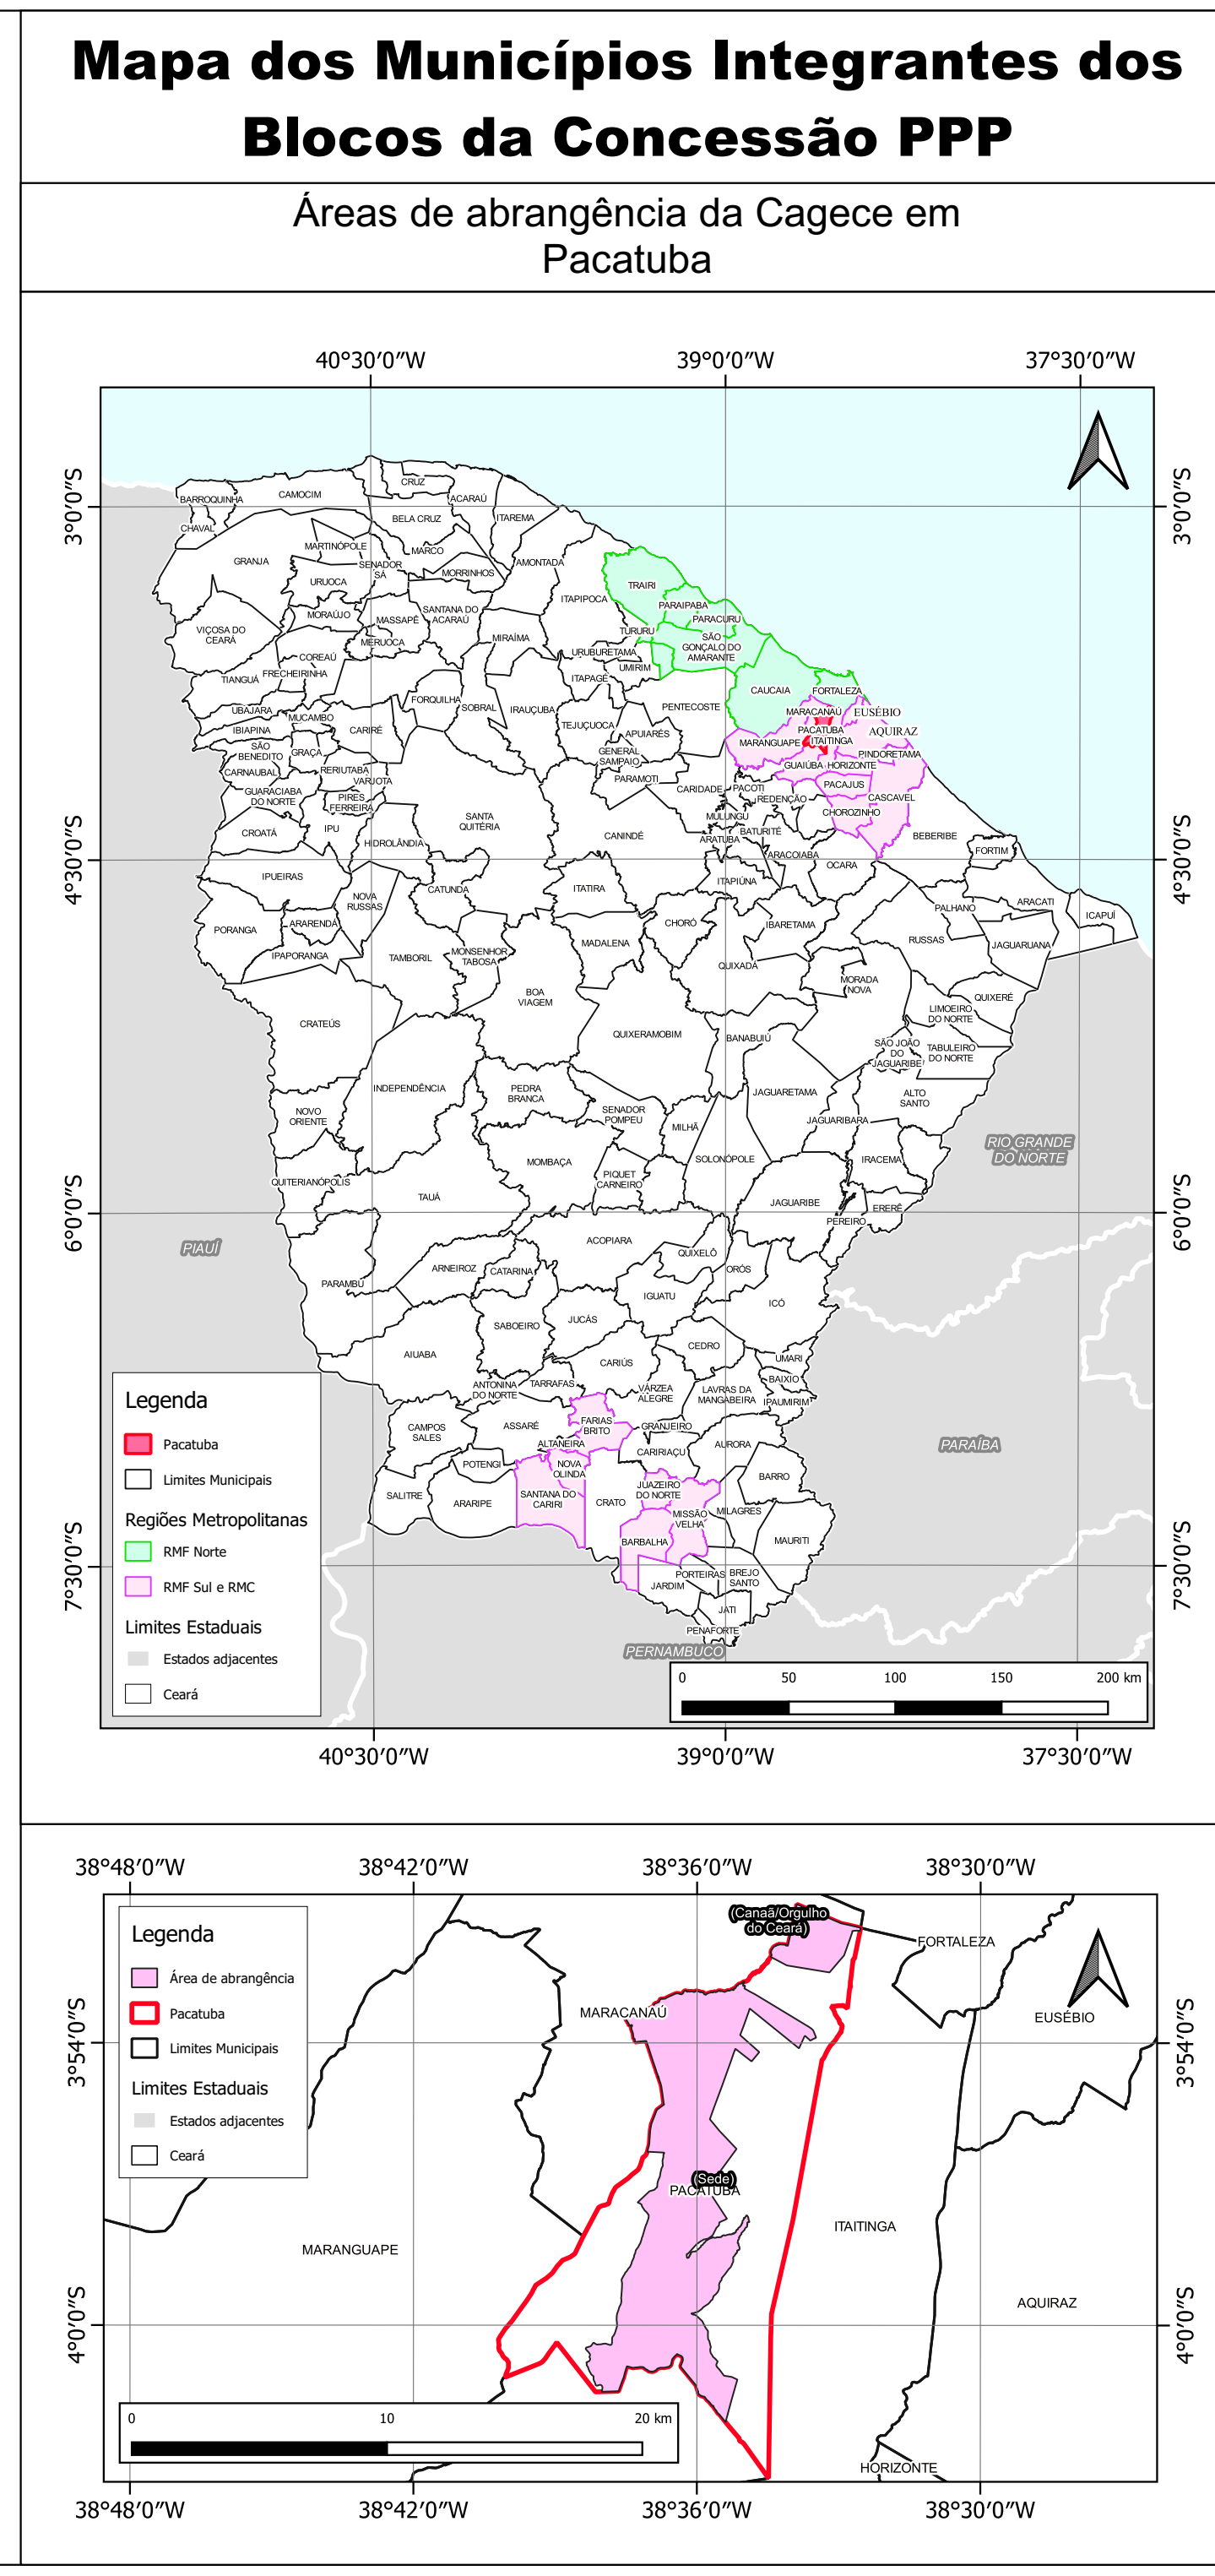 Mapa dos Municípios Integrantes dos
Blocos da Concessão PPP
Áreas de abrangência da Cagece em
Pacatuba
40°30′0″W 39°0′0″W 37°30′0″W
3°0′0″S 3°0′0″S
CRUZ
BARROQUINHA CAMOCIM ACARAÚ
BELA CRUZ ITAREMA
CHAVAL
MARTINÓPOLE MARCO
GRANJA SENADOR
SÁ
AMONTADA
MORRINHOS
URUOCA
TRAIRI
ITAPIPOCA
PARAIPABA
MORAÚJO MASSAPÊ SANTANA DO
ACARAÚ
PARACURU
VIÇOSA DO
CEARÁ
MERUOCA MIRAÍMA TURURU SÃO
GONÇALO DO
AMARANTE
COREAÚ URUBURETAMA
UMIRIM
TIANGUÁ FRECHEIRINHA ITAPAGÉ
CAUCAIA FORTALEZA
FORQUILHA SOBRAL IRAUÇUBA PENTECOSTE
UBAJARA MUCAMBO MARACANAÚ EUSÉBIO
IBIAPINA CARIRÉ TEJUÇUOCA APUIARÉS PACATUBA AQUIRAZ
SÃO
BENEDITO GRAÇA GENERAL
SAMPAIO MARANGUAPE ITAITINGA PINDORETAMA
CARNAUBAL RERIUTABA
VARJOTA PARAMOTI GUAIÚBA HORIZONTE
GUARACIABA
DO NORTE PIRES
FERREIRA CARIDADE PACOTI REDENÇÃO PACAJUS CASCAVEL
CROATÁ IPU SANTA
QUITÉRIA MULUNGU CHOROZINHO
HIDROLÂNDIA CANINDÉ ARATUBA BATURITÉ BEBERIBE
ARACOIABA FORTIM
4°30′0″S 4°30′0″S
OCARA
IPUEIRAS NOVA
RUSSAS CATUNDA ITATIRA ITAPIÚNA
PORANGA ARARENDÁ CHORÓ IBARETAMA PALHANO ARACATI ICAPUÍ
IPAPORANGA TAMBORIL MONSENHOR
TABOSA MADALENA QUIXADÁ RUSSAS JAGUARUANA
BOA
VIAGEM MORADA
NOVA QUIXERÉ
CRATEÚS QUIXERAMOBIM BANABUIÚ LIMOEIRO
DO NORTE
SÃO JOÃO
DO
JAGUARIBE TABULEIRO
DO NORTE
INDEPENDÊNCIA PEDRA
BRANCA JAGUARETAMA ALTO
SANTO
NOVO
ORIENTE SENADOR
POMPEU MILHÃ JAGUARIBARA
RIO GRANDE
DO NORTE
MOMBAÇA SOLONÓPOLE IRACEMA
QUITERIANÓPOLIS TAUÁ PIQUET
CARNEIRO JAGUARIBE ERERÊ
6°0′0″S 6°0′0″S
PEREIRO
PIAUÍ
ACOPIARA QUIXELÔ
ARNEIROZ CATARINA ORÓS
PARAMBU IGUATU ICÓ
SABOEIRO JUCÁS
AIUABA CARIÚS CEDRO UMARI
ANTONINA
DO NORTE TARRAFAS VÁRZEA
ALEGRE LAVRAS DA
MANGABEIRA BAIXIO
IPAUMIRIM
CAMPOS
SALES ASSARÉ FARIAS
BRITO GRANJEIRO
ALTANEIRA CARIRIAÇU AURORA PARAÍBA
POTENGI NOVA
OLINDA BARRO
SALITRE ARARIPE SANTANA DO
CARIRI CRATO JUAZEIRO
DO NORTE
MISSÃO
VELHA MILAGRES
BARBALHA MAURITI
7°30′0″S 7°30′0″S
JARDIM PORTEIRAS BREJO
SANTO
JATI
PENAFORTE
PERNAMBUCO
Legenda
Pacatuba
Limites Municipais
Regiões Metropolitanas
RMF Norte
RMF Sul e RMC
Limites Estaduais
Estados adjacentes
Ceará
0 50 100 150 200 km
40°30′0″W 39°0′0″W 37°30′0″W
38°48′0″W 38°42′0″W 38°36′0″W 38°30′0″W
Legenda
Área de abrangência
Pacatuba
Limites Municipais
Limites Estaduais
Estados adjacentes
Ceará
(Canaã/Orgulho
do Ceará)
FORTALEZA
MARACANAÚ EUSÉBIO
3°54′0″S 3°54′0″S
(Sede)
PACATUBA
ITAITINGA
MARANGUAPE
AQUIRAZ
4°0′0″S 4°0′0″S
0 10 20 km
HORIZONTE
38°48′0″W 38°42′0″W 38°36′0″W 38°30′0″W